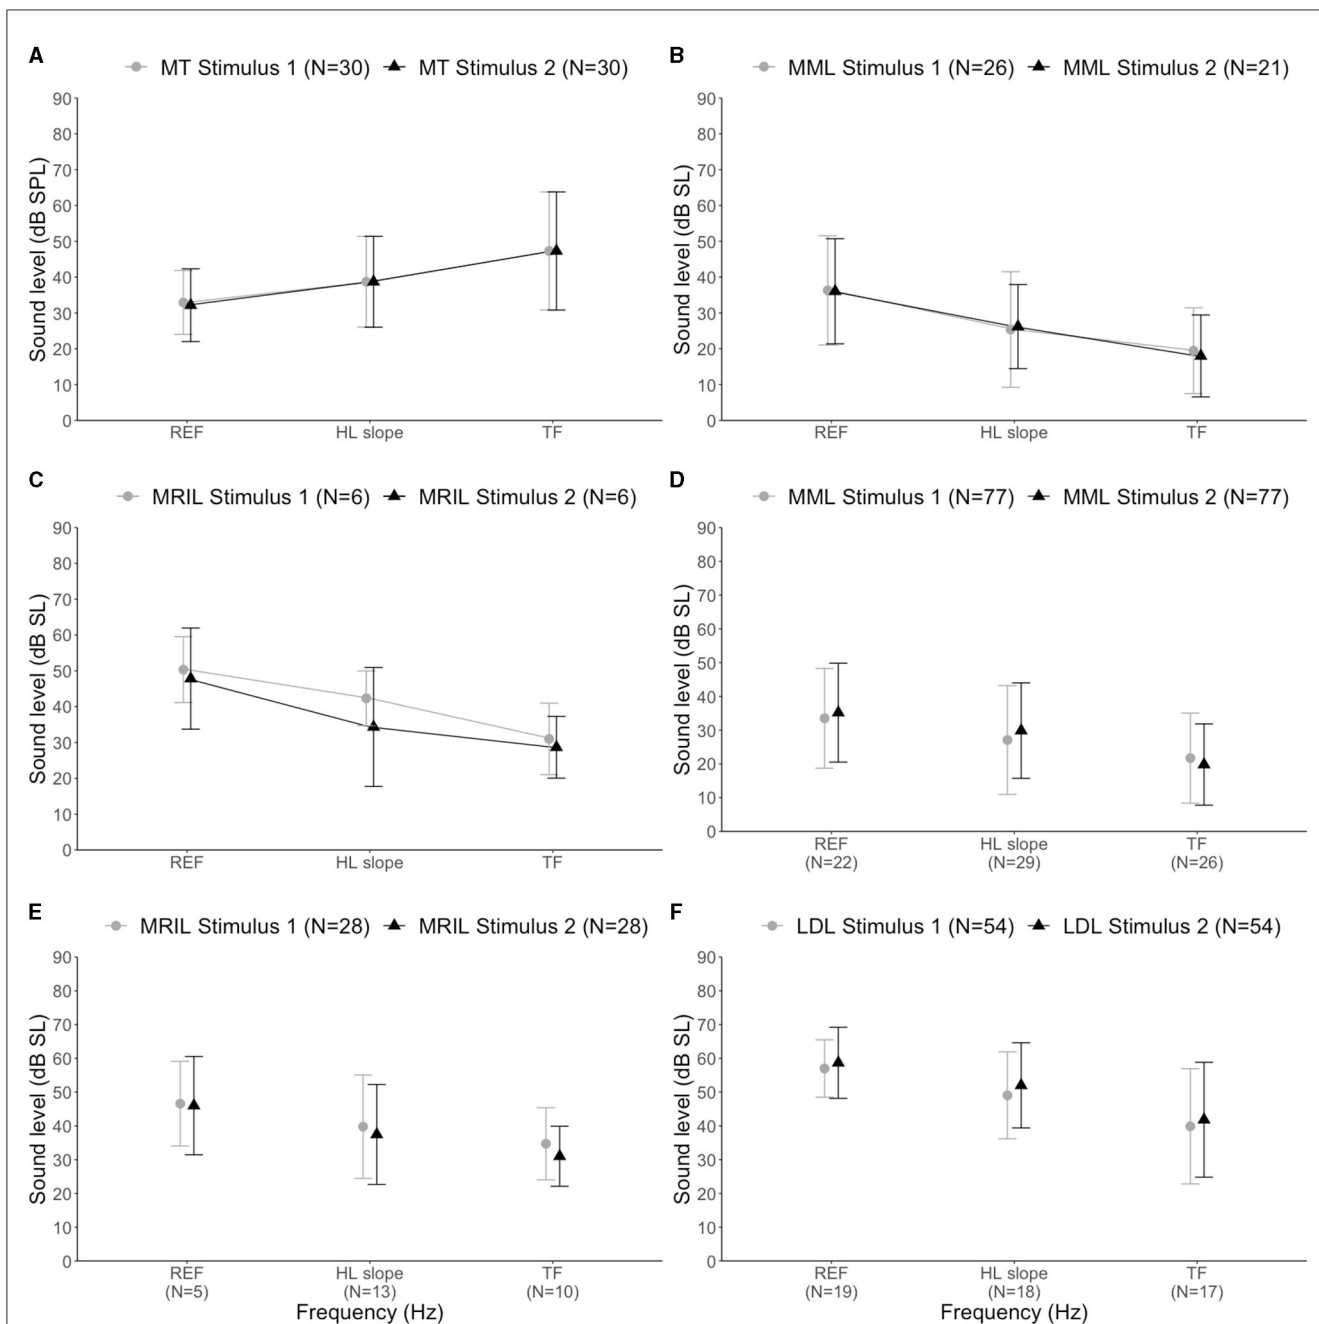 A
MT Stimulus 1 (N=30) MT Stimulus 2 (N=30)
Sound level (dB SPL)
90
80
70
60
50
40
30
20
10
0
REF HL slope TF
B
MML Stimulus 1 (N=26) MML Stimulus 2 (N=21)
Sound level (dB SL)
90
80
70
60
50
40
30
20
10
0
REF HL slope TF
C
MRIL Stimulus 1 (N=6) MRIL Stimulus 2 (N=6)
Sound level (dB SL)
90
80
70
60
50
40
30
20
10
0
REF HL slope TF
D
MML Stimulus 1 (N=77) MML Stimulus 2 (N=77)
Sound level (dB SL)
90
80
70
60
50
40
30
20
10
0
REF HL slope TF
(N=22) (N=29) (N=26)
E
MRIL Stimulus 1 (N=28) MRIL Stimulus 2 (N=28)
Sound level (dB SL)
90
80
70
60
50
40
30
20
10
0
REF HL slope TF
(N=5) (N=13) (N=10)
Frequency (Hz)
F
LDL Stimulus 1 (N=54) LDL Stimulus 2 (N=54)
Sound level (dB SL)
90
80
70
60
50
40
30
20
10
0
REF HL slope TF
(N=19) (N=18) (N=17)
Frequency (Hz)